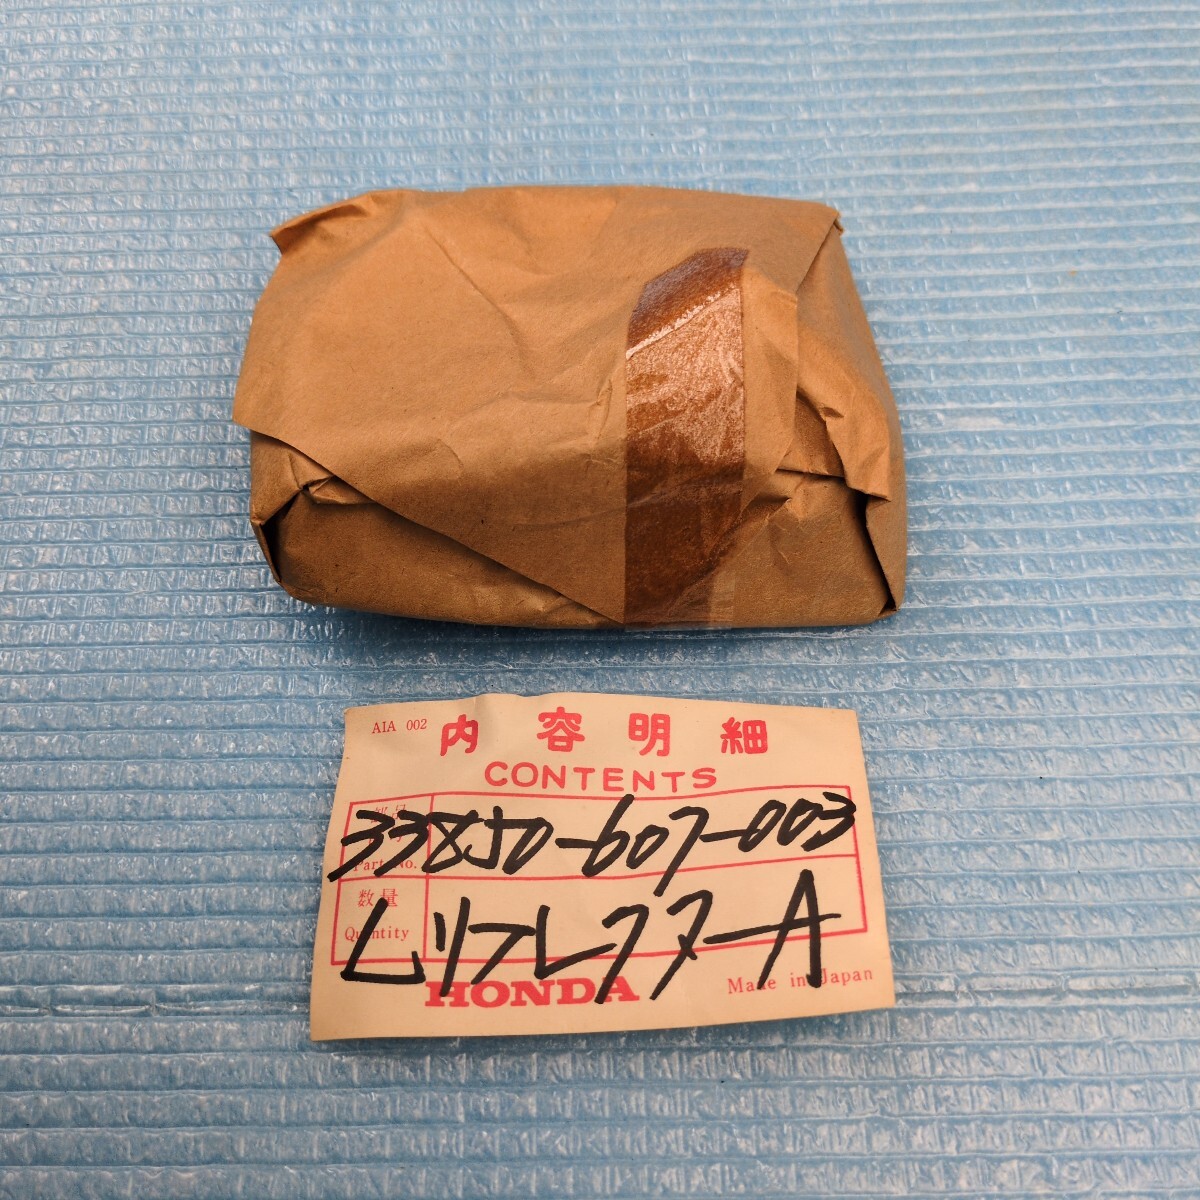 AIA 002
内容明細
CONTENTS
33850-607-003
Part No.
数量
Quantity
Lリフレクター A
HONDA
Made in Japan